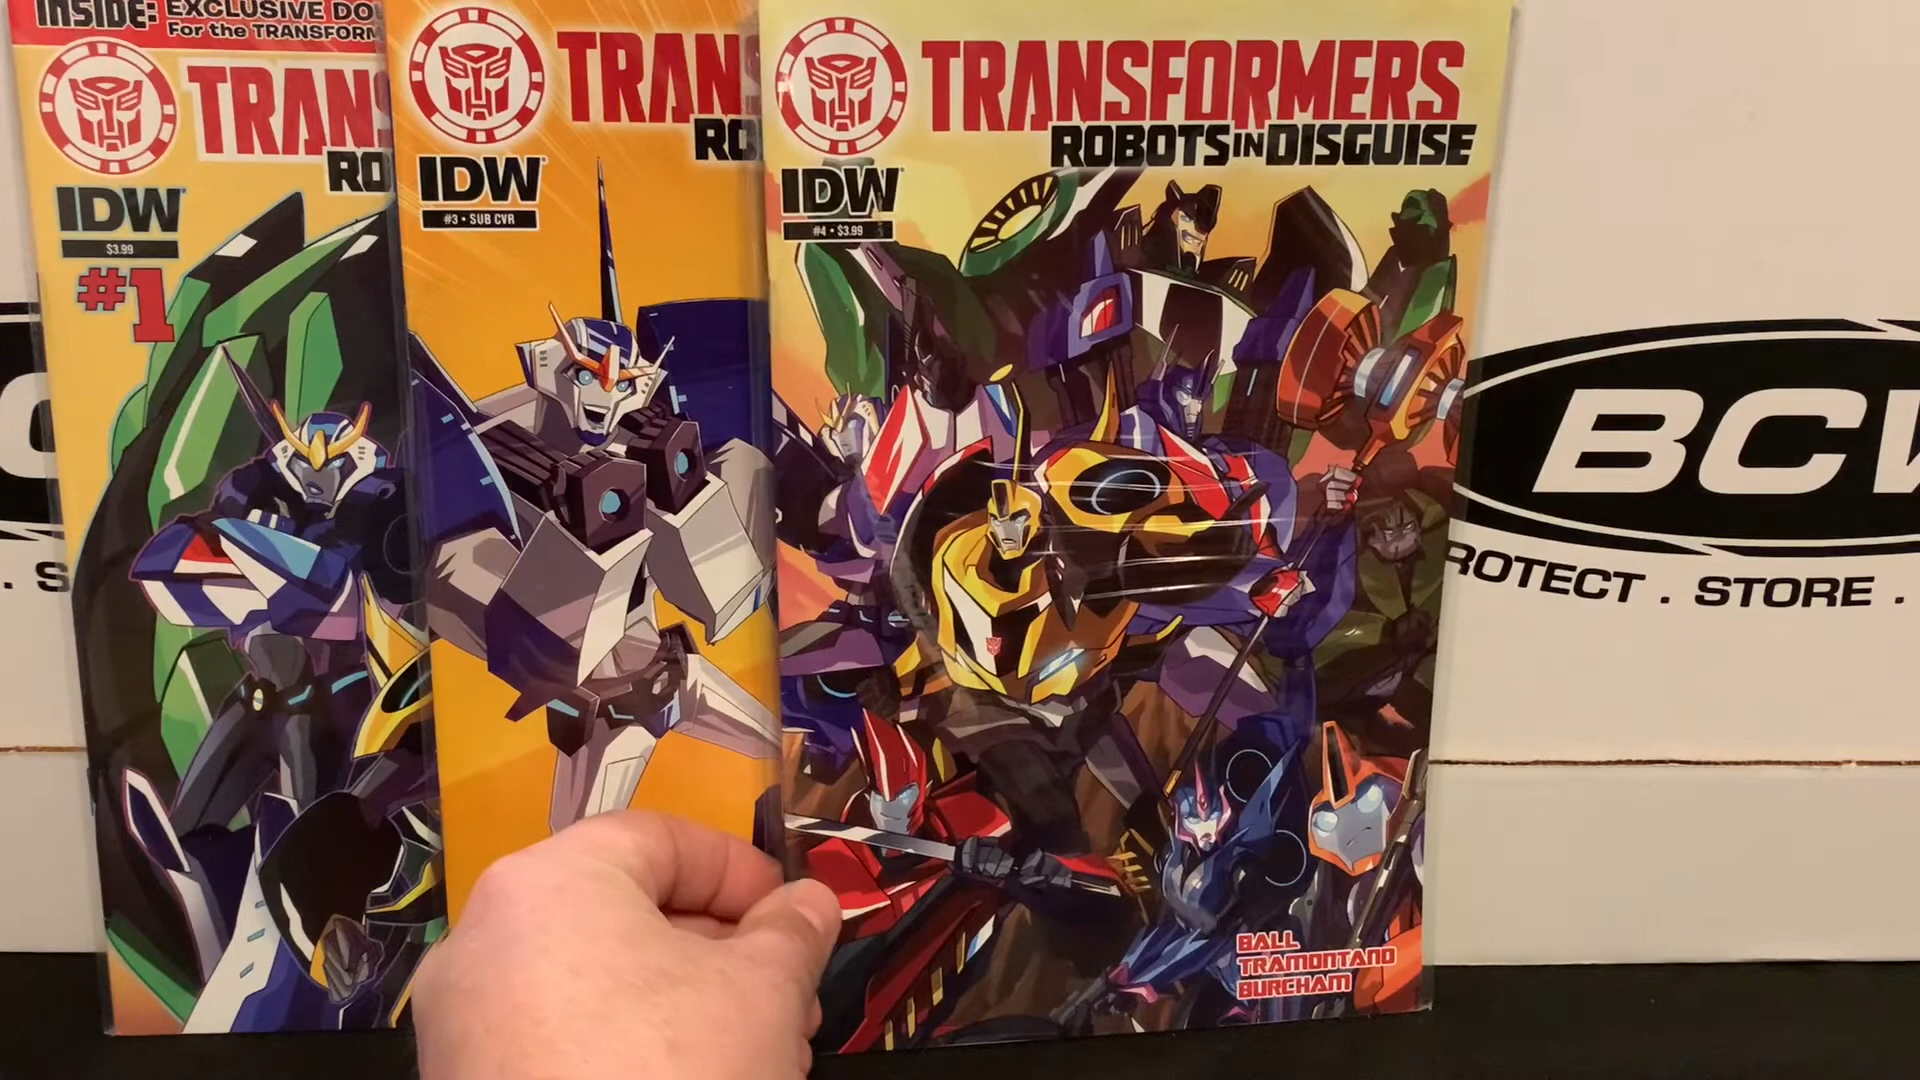 INSIDE: EXCLUSIVE DO
For the TRANSFORM
TRANS
RO
IDW
$3.99
#1
TRAN
RO
IDW
#3 • SUB CVR
TRANSFORMERS
ROBOTS IN DISGUISE
IDW
#4 • $3.99
BALL
TRAMONTANO
BURCHAM
. S
BCW
ROTECT . STORE .